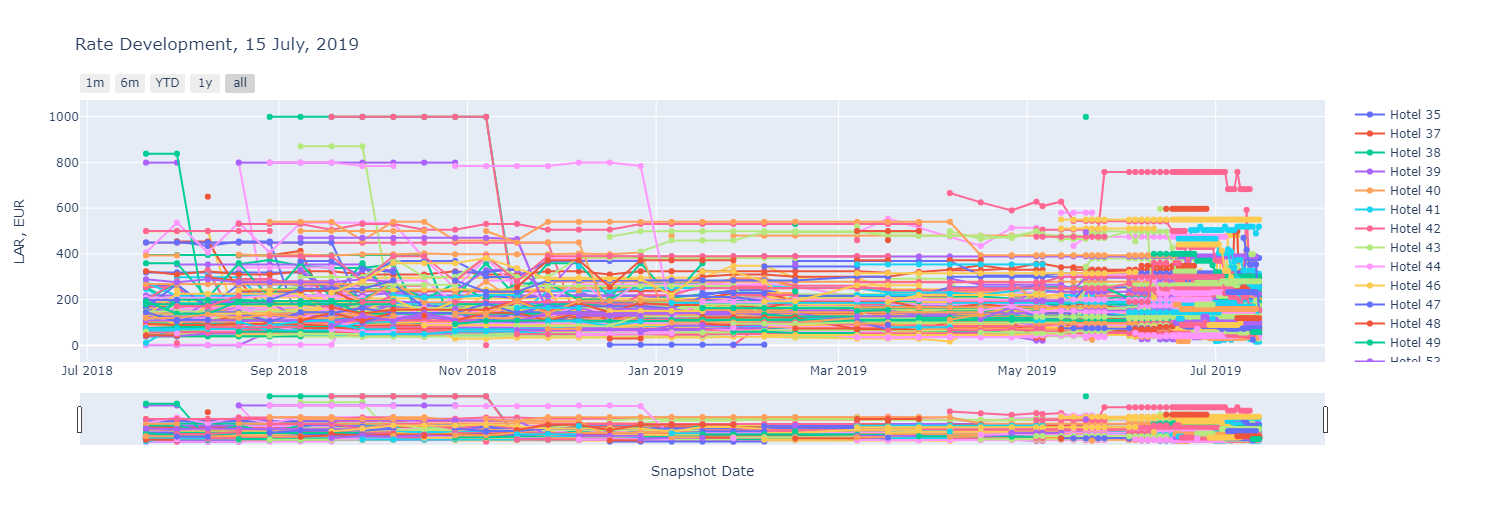 Rate Development, 15 July, 2019
1m 6m YTD 1y all
LAR, EUR
1000
800
600
400
200
0
Jul 2018 Sep 2018 Nov 2018 Jan 2019 Mar 2019 May 2019 Jul 2019
Snapshot Date
Hotel 35
Hotel 37
Hotel 38
Hotel 39
Hotel 40
Hotel 41
Hotel 42
Hotel 43
Hotel 44
Hotel 46
Hotel 47
Hotel 48
Hotel 49
Hotel 53